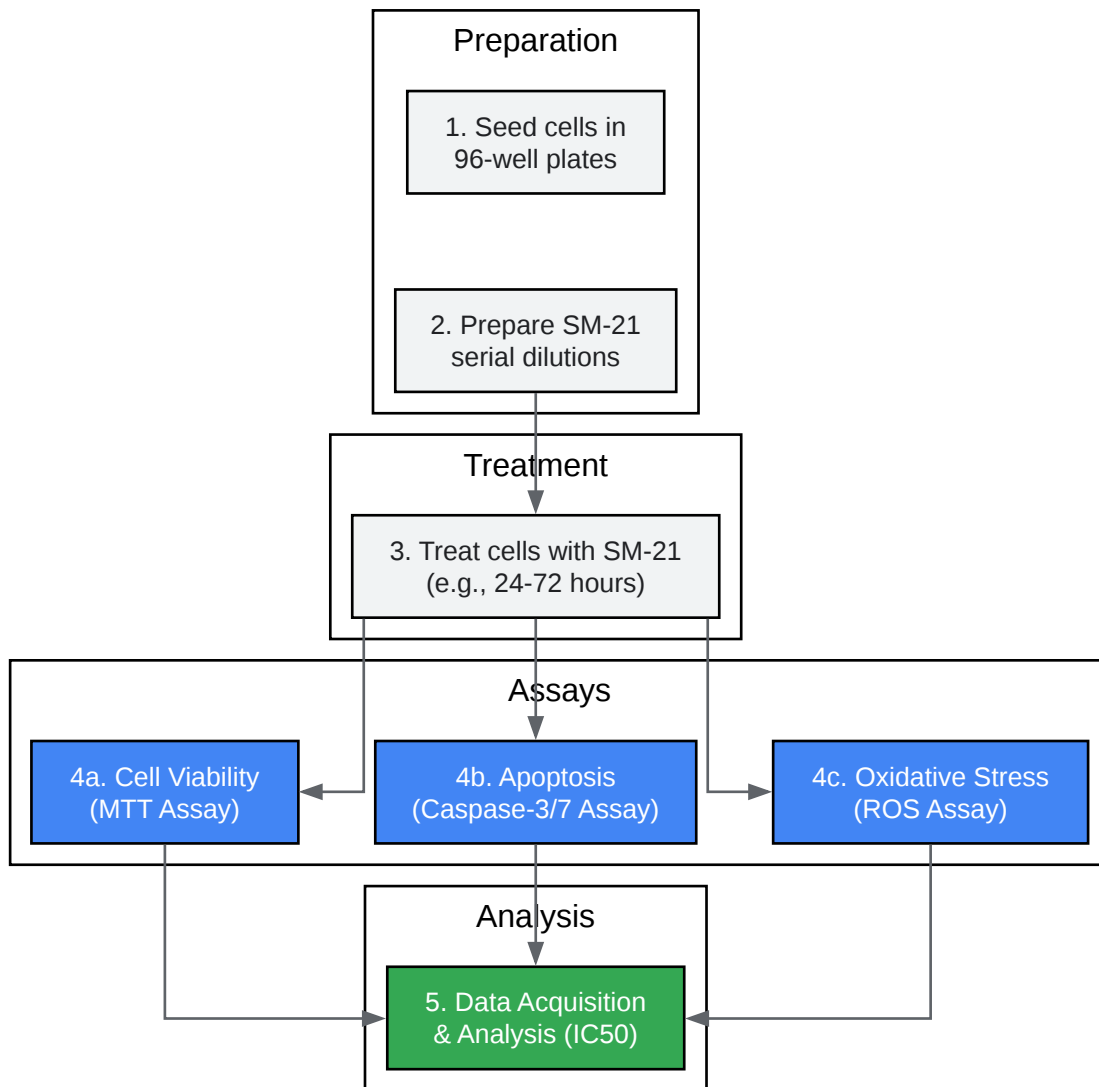 Preparation
1. Seed cells in
96-well plates
2. Prepare SM-21
serial dilutions
Treatment
3. Treat cells with SM-21
(e.g., 24-72 hours)
Assays
4a. Cell Viability
(MTT Assay)
4b. Apoptosis
(Caspase-3/7 Assay)
4c. Oxidative Stress
(ROS Assay)
Analysis
5. Data Acquisition
& Analysis (IC50)